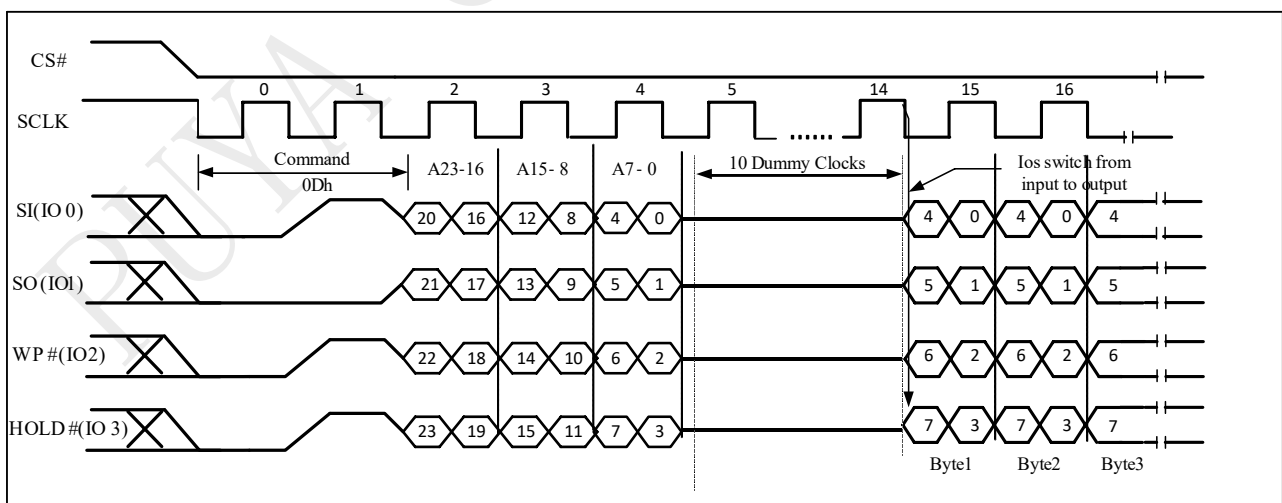 PUYA
CS#
0 1 2 3 4 5 14 15 16
SCLK
Command
0Dh
A23-16
A15- 8
A7- 0
10 Dummy Clocks
Ios switch from
input to output
SI(IO 0) 20 16 12 8 4 0 4 0 4 0 4
SO(IO1) 21 17 13 9 5 1 5 1 5 1 5
WP #(IO2) 22 18 14 10 6 2 6 2 6 2 6
HOLD #(IO 3) 23 19 15 11 7 3 7 3 7 3 7
Byte1 Byte2 Byte3